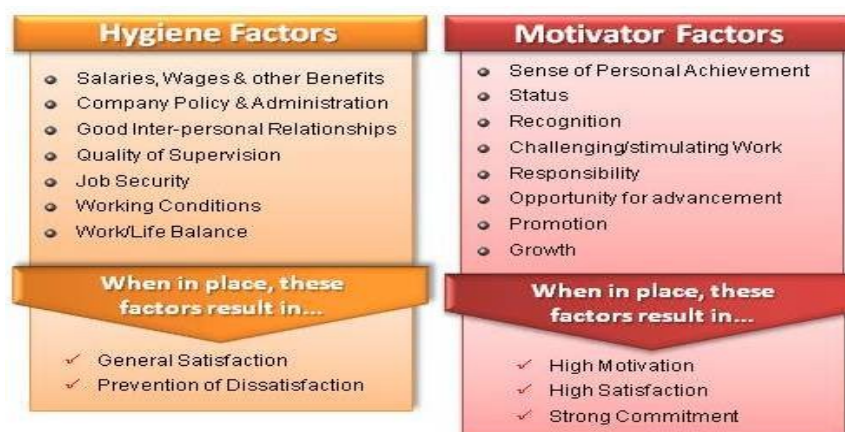 Hygiene Factors
Salaries, Wages & other Benefits
Company Policy & Administration
Good Inter-personal Relationships
Quality of Supervision
Job Security
Working Conditions
Work/Life Balance
When in place, these
factors result in...
General Satisfaction
Prevention of Dissatisfaction
Motivator Factors
Sense of Personal Achievement
Status
Recognition
Challenging/stimulating Work
Responsibility
Opportunity for advancement
Promotion
Growth
When in place, these
factors result in...
High Motivation
High Satisfaction
Strong Commitment